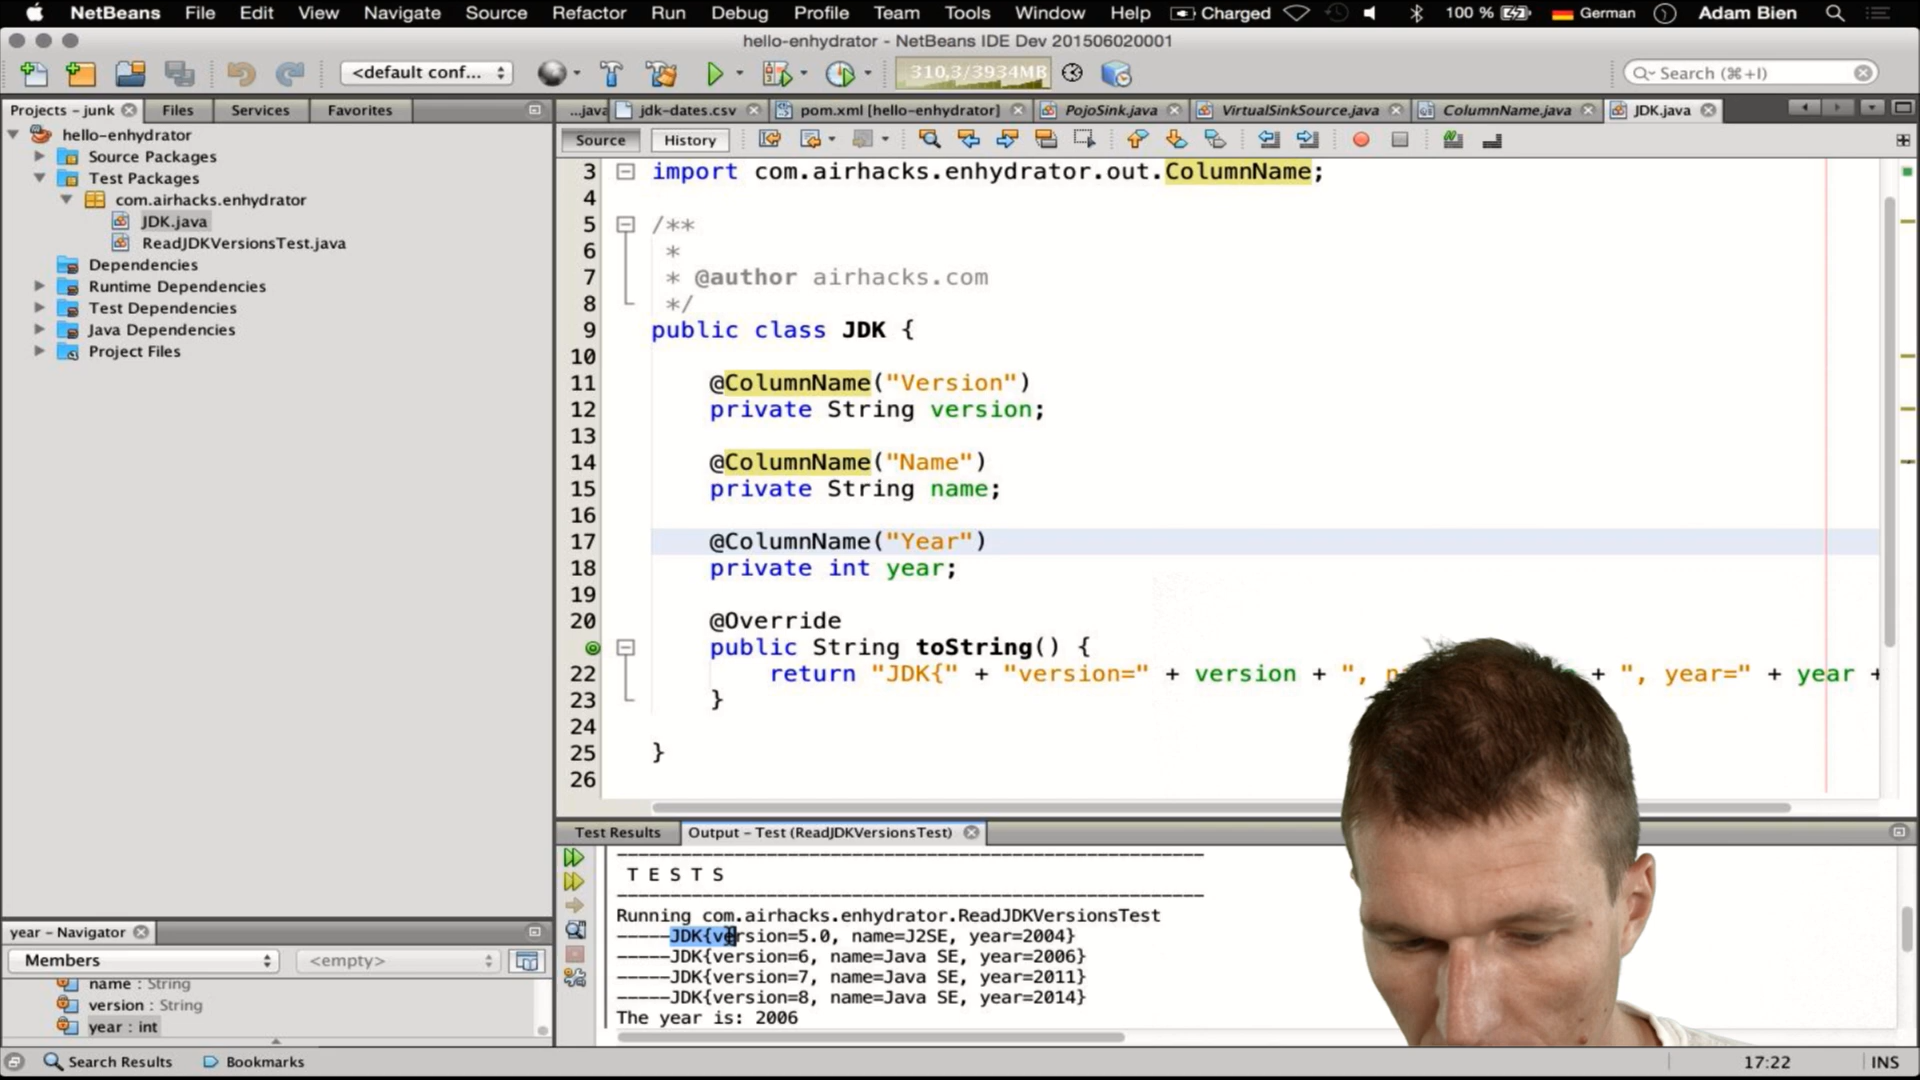 NetBeans File Edit View Navigate Source Refactor Run Debug Profile Team Tools Window Help Charged 100 % German Adam Bien
hello-enhydrator - NetBeans IDE Dev 201506020001
<default conf... 310,3/3934MB Search (⌘+I)
Projects - junk Files Services Favorites
...java jdk-dates.csv pom.xml [hello-enhydrator] PojoSink.java VirtualSinkSource.java ColumnName.java JDK.java
Source History
hello-enhydrator
Source Packages
Test Packages
com.airhacks.enhydrator
JDK.java
ReadJDKVersionsTest.java
Dependencies
Runtime Dependencies
Test Dependencies
Java Dependencies
Project Files
3 import com.airhacks.enhydrator.out.ColumnName;
4
5 /**
6 *
7 * @author airhacks.com
8 */
9 public class JDK {
10
11 @ColumnName("Version")
12 private String version;
13
14 @ColumnName("Name")
15 private String name;
16
17 @ColumnName("Year")
18 private int year;
19
20 @Override
public String toString() {
22 return "JDK{" + "version=" + version + ", + ", year=" + year +
23 }
24
25 }
26
Test Results Output - Test (ReadJDKVersionsTest)
T E S T S
Running com.airhacks.enhydrator.ReadJDKVersionsTest
-----JDK{version=5.0, name=J2SE, year=2004}
-----JDK{version=6, name=Java SE, year=2006}
-----JDK{version=7, name=Java SE, year=2011}
-----JDK{version=8, name=Java SE, year=2014}
The year is: 2006
year - Navigator
Members <empty>
name : String
version : String
year : int
Search Results Bookmarks 17:22 INS